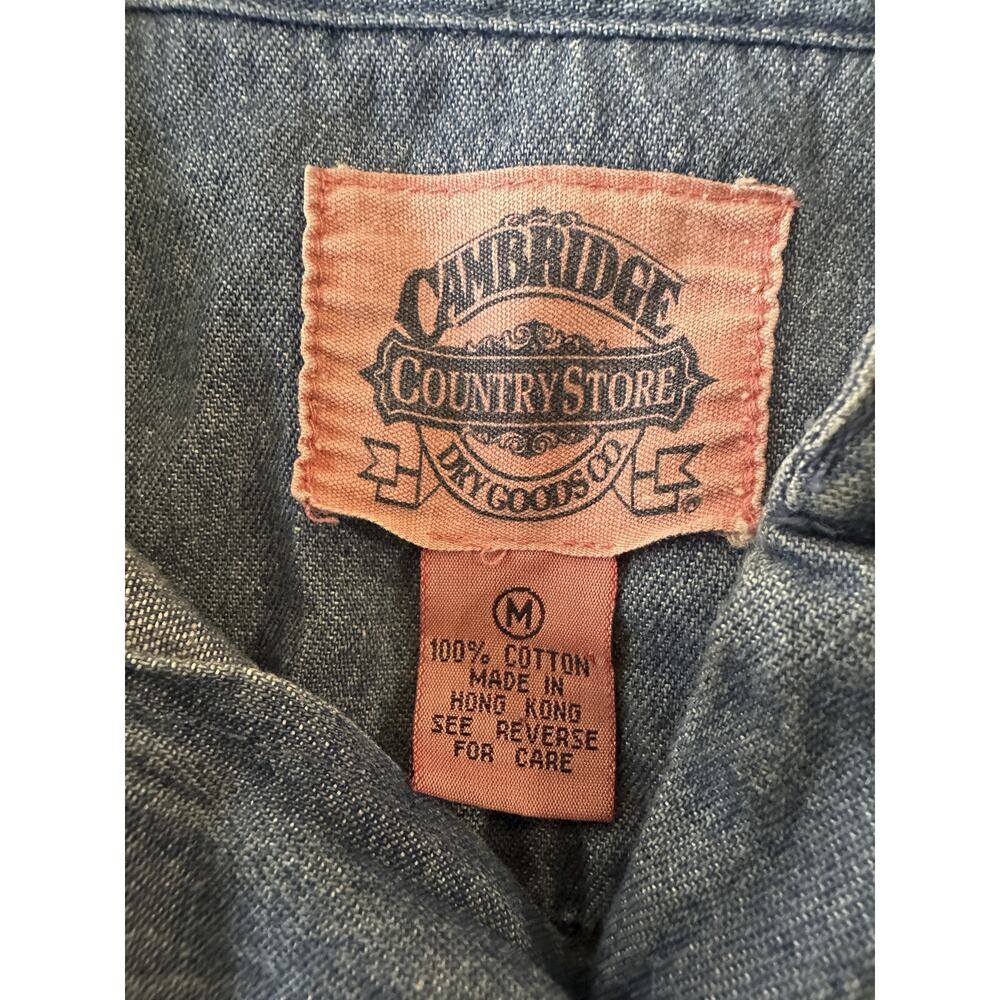 CAMBRIDGE
COUNTRY STORE
DRY GOODS CO.
®
M
100% COTTON
MADE IN
HONG KONG
SEE REVERSE
FOR CARE